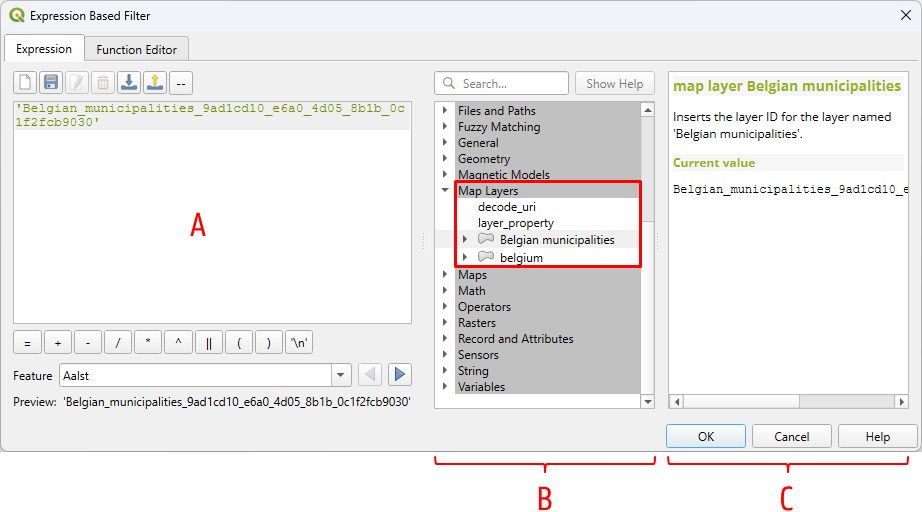 Expression Based Filter
Expression
Function Editor
--
'Belgian_municipalities_9ad1cd10_e6a0_4d05_8b1b_0c
1f2fcb9030'
A
= + - / * ^ || ( ) '\n'
Feature Aalst
Preview: 'Belgian_municipalities_9ad1cd10_e6a0_4d05_8b1b_0c1f2fcb9030'
Search...
Show Help
Files and Paths
Fuzzy Matching
General
Geometry
Magnetic Models
Map Layers
decode_uri
layer_property
Belgian municipalities
belgium
Maps
Math
Operators
Rasters
Record and Attributes
Sensors
String
Variables
map layer Belgian municipalities
Inserts the layer ID for the layer named
'Belgian municipalities'.
Current value
Belgian_municipalities_9ad1cd10_e
OK
Cancel
Help
B
C